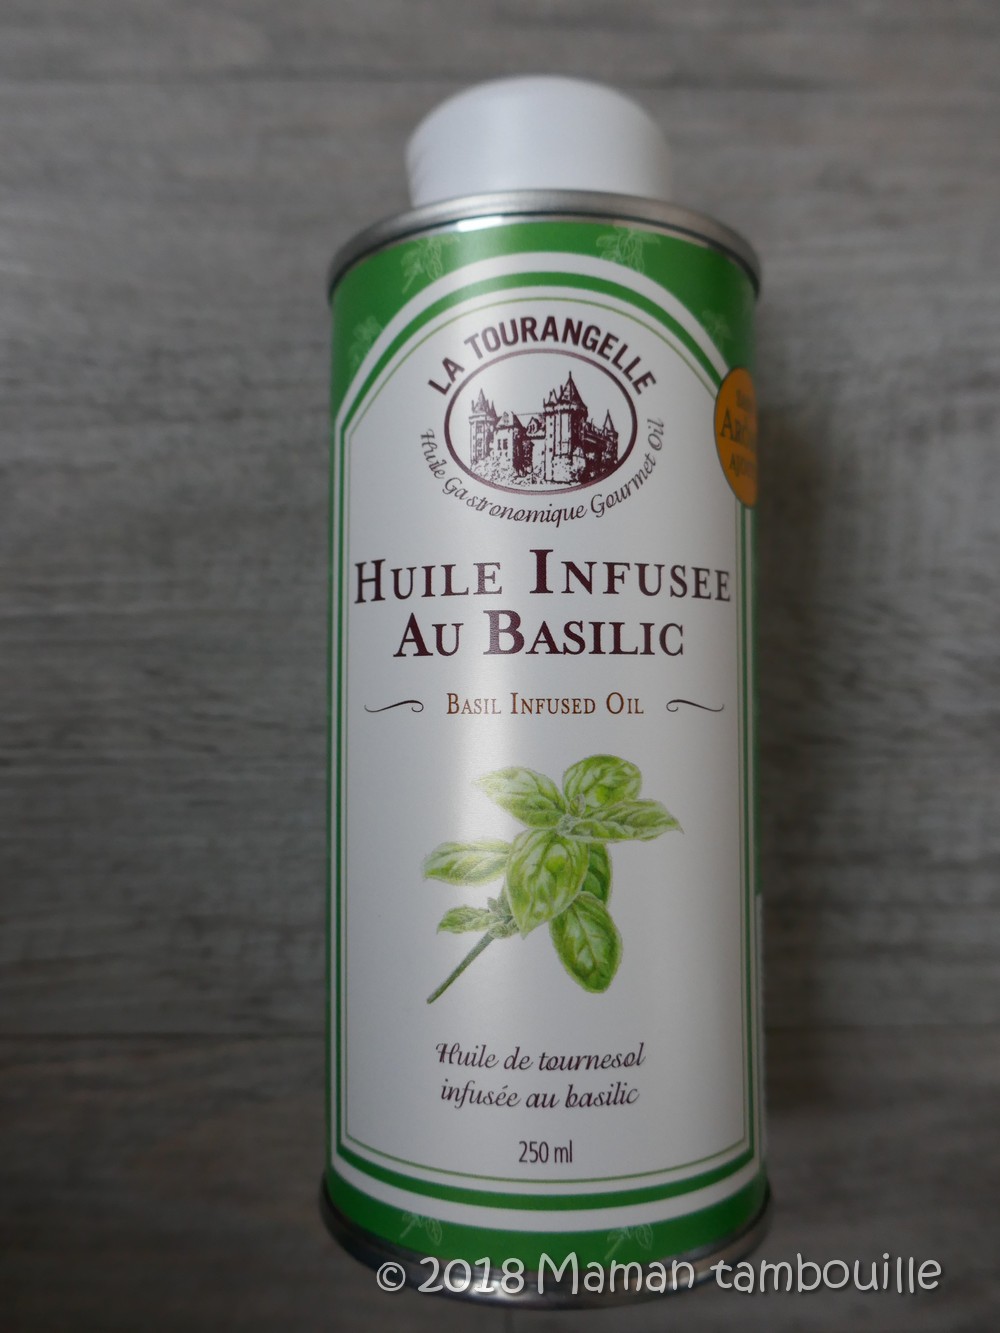 LA TOURANGELLE
Huile Gastronomique Gourmet Oil
HUILE INFUSEE
AU BASILIC
BASIL INFUSED OIL
Huile de tournesol
infusée au basilic
250 ml
© 2018 Maman tambouille